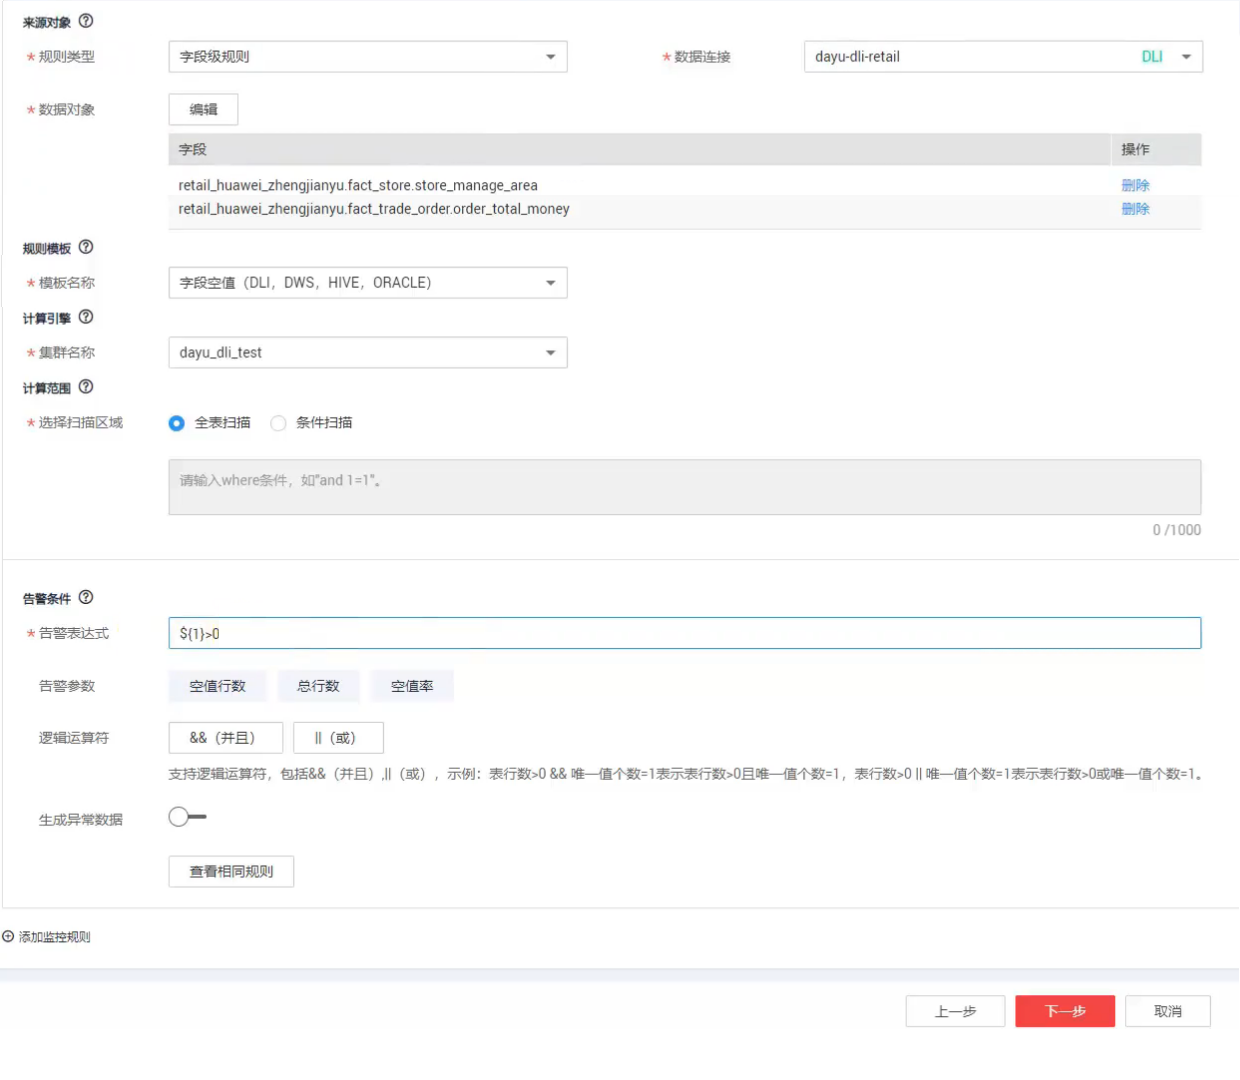 来源对象
* 规则类型 字段级规则 * 数据连接 dayu-dli-retail DLI
* 数据对象 编辑
字段 操作
retail_huawei_zhengjianyu.fact_store.store_manage_area 删除
retail_huawei_zhengjianyu.fact_trade_order.order_total_money 删除
规则模板
* 模板名称 字段空值（DLI，DWS，HIVE，ORACLE）
计算引擎
* 集群名称 dayu_dli_test
计算范围
* 选择扫描区域 全表扫描 条件扫描
请输入where条件，如"and 1=1"。
0 /1000
告警条件
* 告警表达式 ${1}>0
告警参数 空值行数 总行数 空值率
逻辑运算符 &&（并且） ||（或）
支持逻辑运算符，包括&&（并且）,||（或），示例：表行数>0 && 唯一值个数=1表示表行数>0且唯一值个数=1，表行数>0 || 唯一值个数=1表示表行数>0或唯一值个数=1。
生成异常数据
查看相同规则
添加监控规则
上一步 下一步 取消